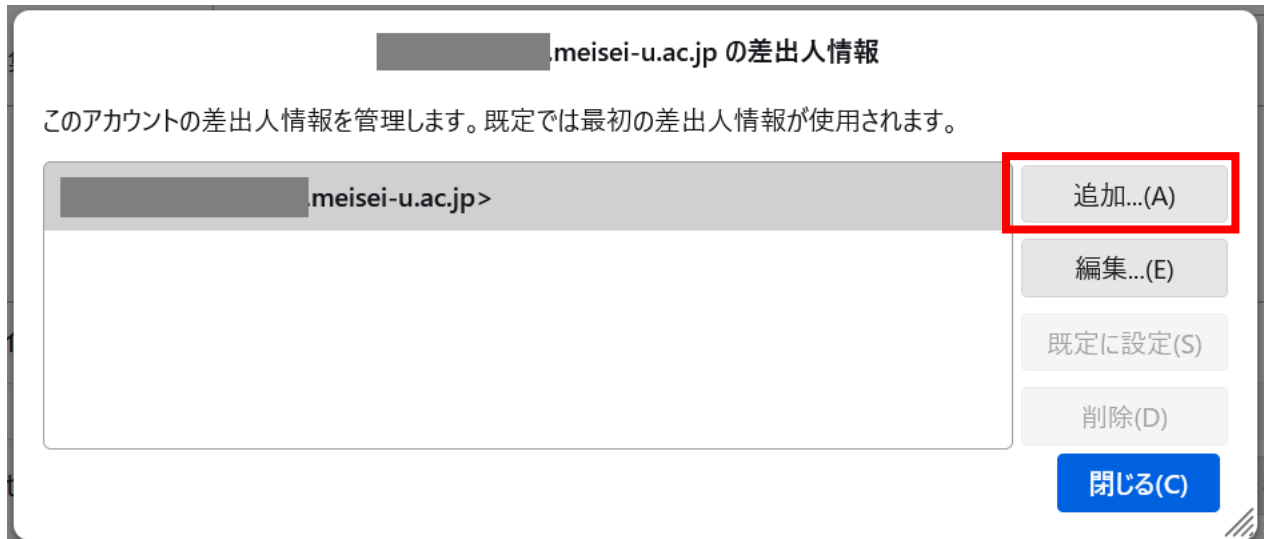 .meisei-u.ac.jp の差出人情報
このアカウントの差出人情報を管理します。既定では最初の差出人情報が使用されます。
.meisei-u.ac.jp>
追加...(A)
編集...(E)
既定に設定(S)
削除(D)
閉じる(C)